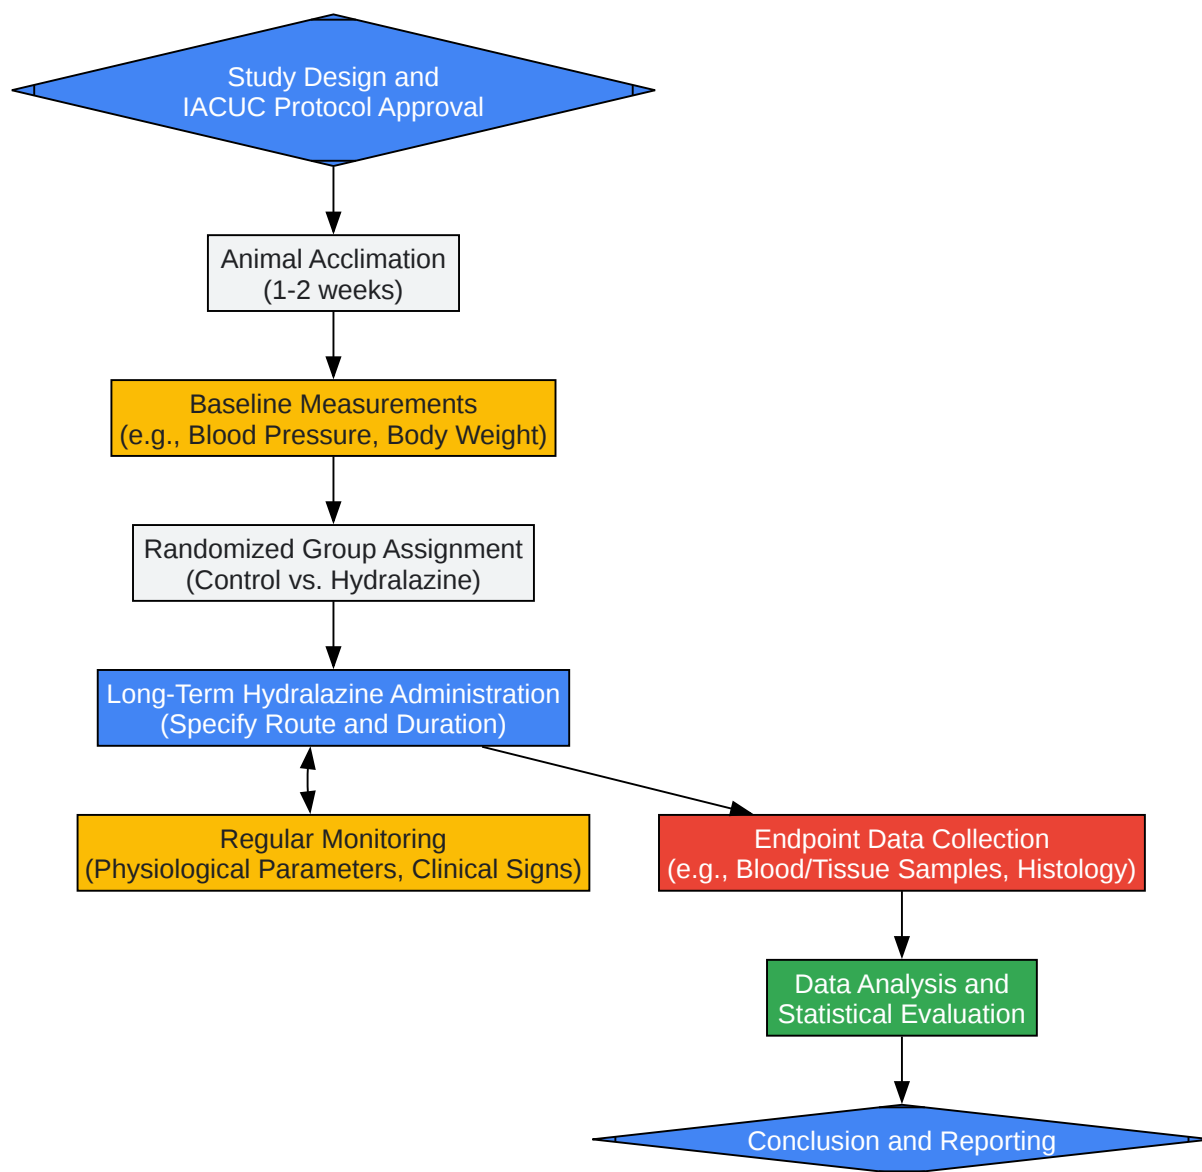 Study Design and
IACUC Protocol Approval
Animal Acclimation
(1-2 weeks)
Baseline Measurements
(e.g., Blood Pressure, Body Weight)
Randomized Group Assignment
(Control vs. Hydralazine)
Long-Term Hydralazine Administration
(Specify Route and Duration)
Regular Monitoring
(Physiological Parameters, Clinical Signs)
Endpoint Data Collection
(e.g., Blood/Tissue Samples, Histology)
Data Analysis and
Statistical Evaluation
Conclusion and Reporting